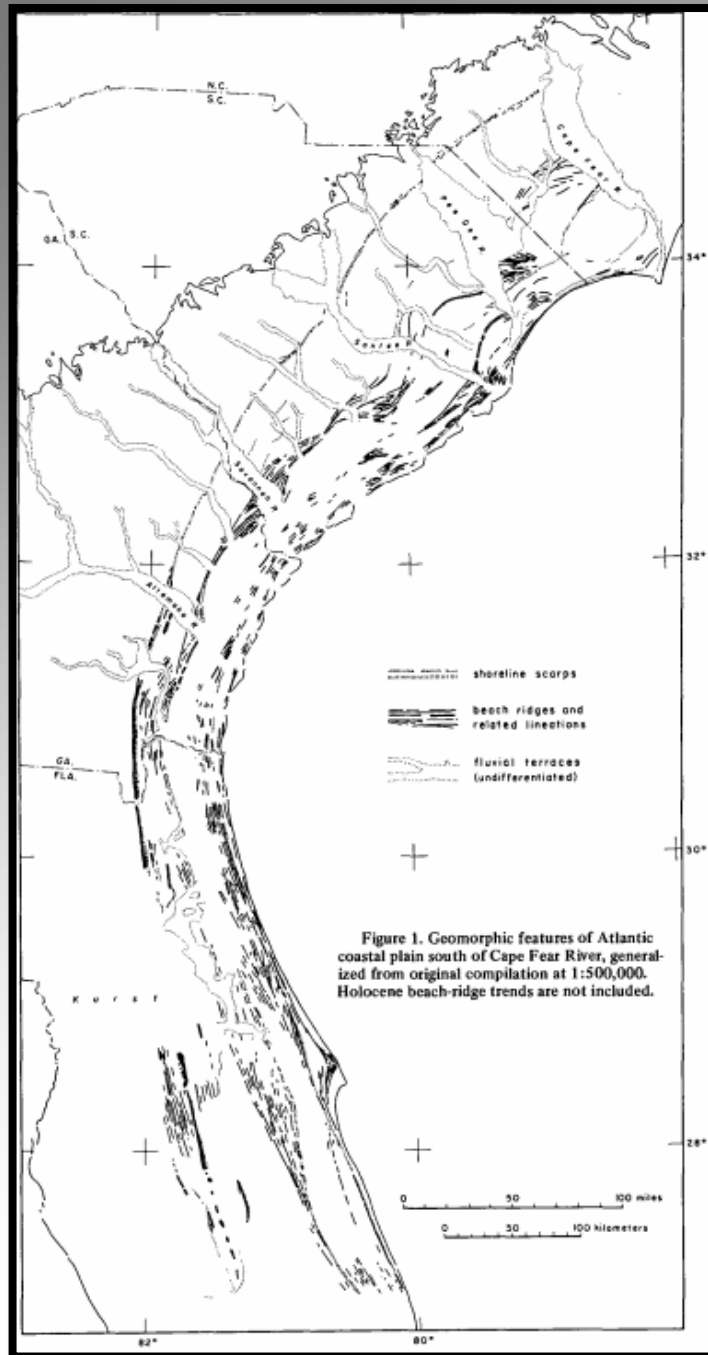 N.C.
S.C.
CAPE FEAR R.
PEE DEE R.
GA.
S.C.
34°
Santee R.
Savannah R.
32°
Altamaha R.
shoreline scarps
beach ridges and
related lineations
GA.
FLA.
fluvial terraces
(undifferentiated)
30°
Figure 1. Geomorphic features of Atlantic
coastal plain south of Cape Fear River, general-
ized from original compilation at 1:500,000.
Holocene beach-ridge trends are not included.
Karst
28°
0 50 100 miles
0 50 100 kilometers
82°
80°